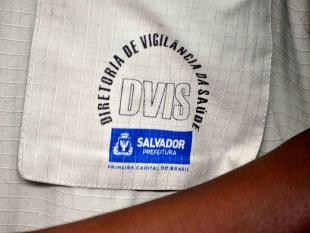 DIRETORIA DE VIGILÂNCIA DA SAÚDE
DVIS
SALVADOR
PREFEITURA
PRIMEIRA CAPITAL DO BRASIL